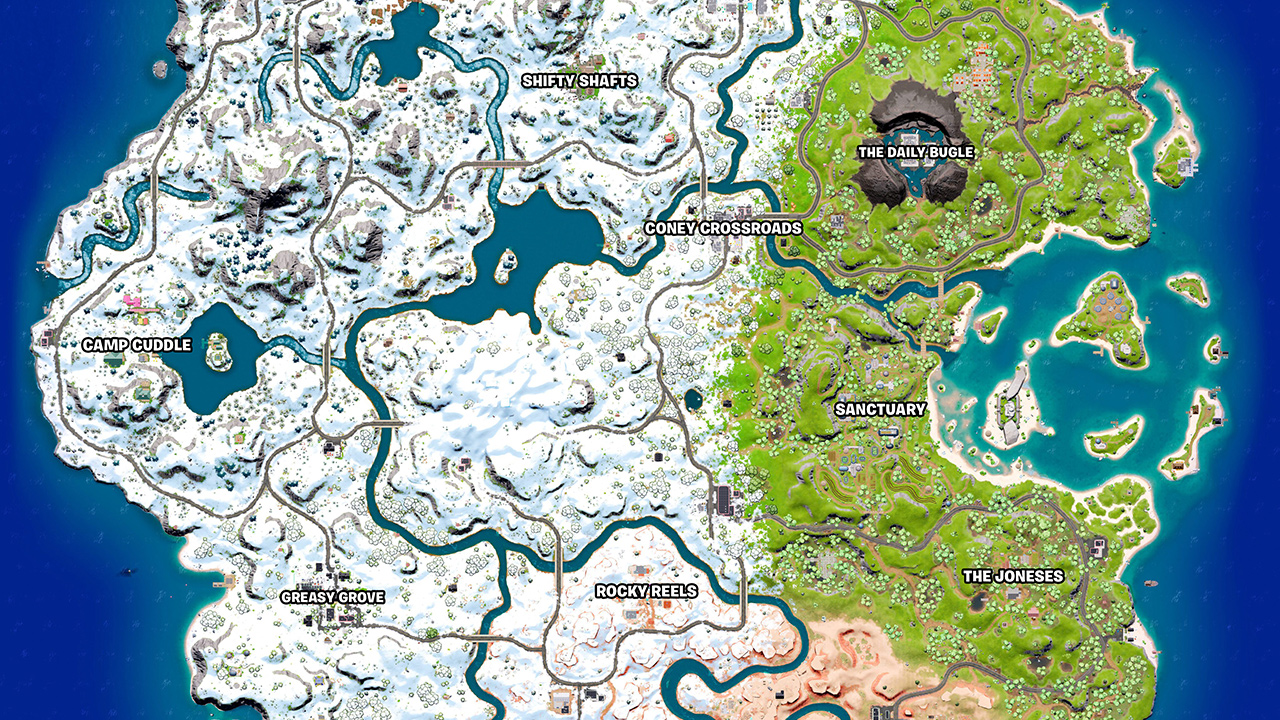 SHIFTY SHAFTS
THE DAILY BUGLE
CONEY CROSSROADS
CAMP CUDDLE
SANCTUARY
THE JONESES
ROCKY REELS
GREASY GROVE